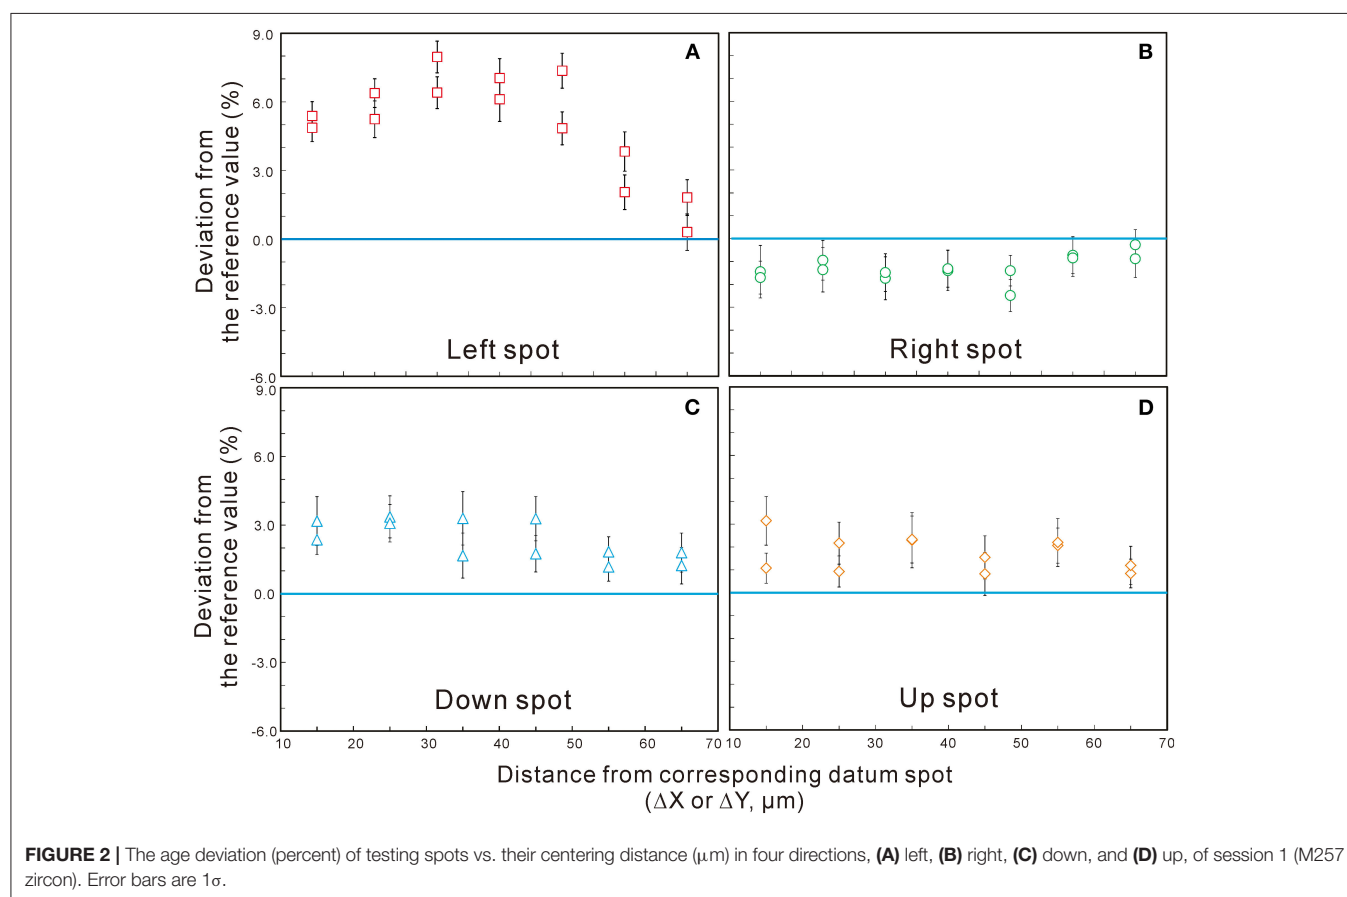 9.0
6.0
3.0
0.0
-3.0
-6.0
Deviation from
the reference value (%)
A
Left spot
B
Right spot
9.0
6.0
3.0
0.0
-3.0
-6.0
Deviation from
the reference value (%)
C
Down spot
D
Up spot
10 20 30 40 50 60 70
10 20 30 40 50 60 70
Distance from corresponding datum spot
(ΔX or ΔY, μm)
FIGURE 2 | The age deviation (percent) of testing spots vs. their centering distance (μm) in four directions, (A) left, (B) right, (C) down, and (D) up, of session 1 (M257
zircon). Error bars are 1σ.